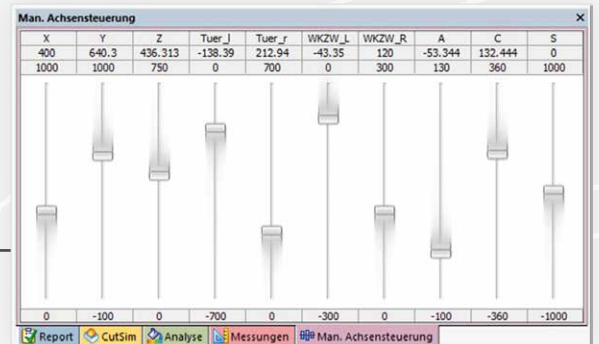 Man. Achsensteuerung
X Y Z Tuer_l Tuer_r WKZW_L WKZW_R A C S
400 640.3 436.313 -138.39 212.94 -43.35 120 -53.344 132.444 0
1000 1000 750 0 700 0 300 130 360 1000
0 -100 0 -700 0 -300 0 -100 -360 -1000
Report CutSim Analyse Messungen Man. Achsensteuerung